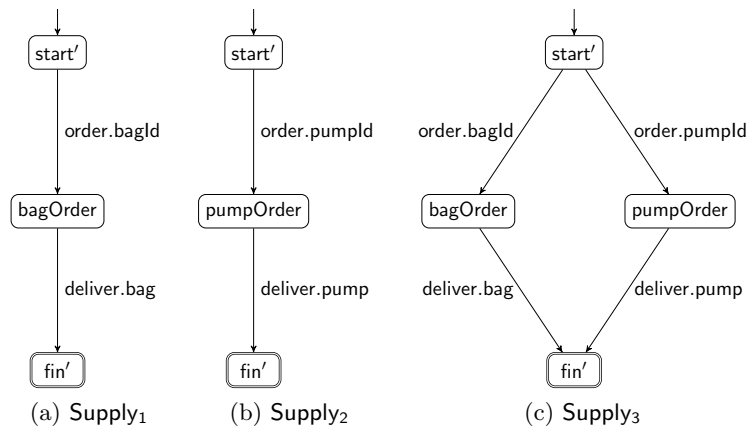 start′ start′ start′
order.bagId order.pumpId order.bagId order.pumpId
bagOrder pumpOrder bagOrder pumpOrder
deliver.bag deliver.pump deliver.bag deliver.pump
fin′ fin′ fin′
(a) Supply₁ (b) Supply₂ (c) Supply₃